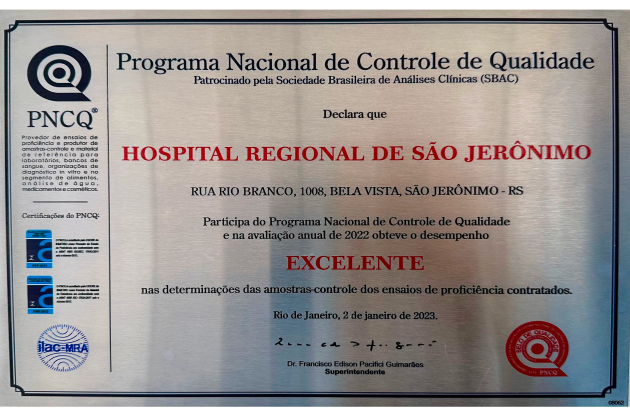 Programa Nacional de Controle de Qualidade
Patrocinado pela Sociedade Brasileira de Análises Clínicas (SBAC)
PNCQ®
Provedor de ensaios de
proficiência e produtor de
amostras-controle e material
de referência para
laboratórios, bancos de
sangue, organizações de
diagnóstico in vitro e no
segmento de alimentos,
análise de água,
medicamentos e cosméticos.
Certificações do PNCQ:
ilac-MRA
Declara que
HOSPITAL REGIONAL DE SÃO JERÔNIMO
RUA RIO BRANCO, 1008, BELA VISTA, SÃO JERÔNIMO - RS
Participa do Programa Nacional de Controle de Qualidade
e na avaliação anual de 2022 obteve o desempenho
EXCELENTE
nas determinações das amostras-controle dos ensaios de proficiência contratados.
Rio de Janeiro, 2 de janeiro de 2023.
Dr. Francisco Edison Pacifici Guimarães
Superintendente
SELO DE QUALIDADE
PNCQ
08062